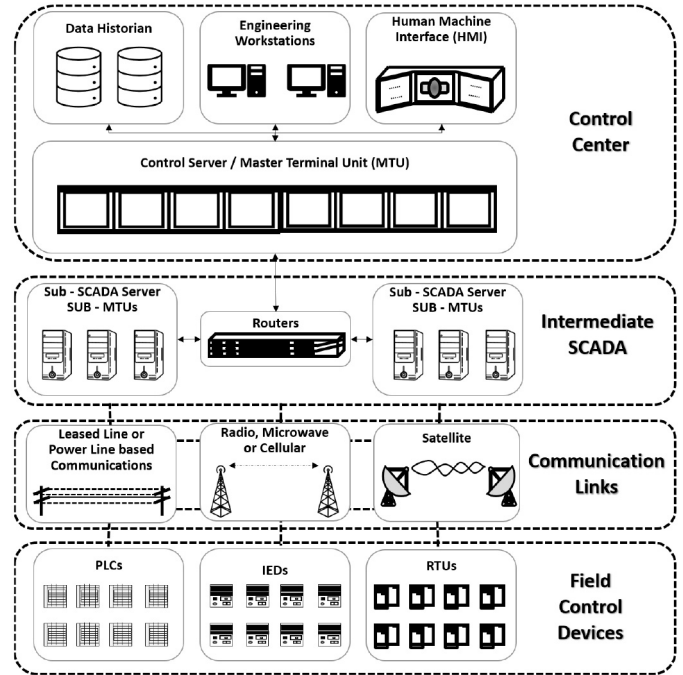 Data Historian
Engineering
Workstations
Human Machine
Interface (HMI)
Control
Center
Control Server / Master Terminal Unit (MTU)
Sub - SCADA Server
SUB - MTUs
Routers
Sub - SCADA Server
SUB - MTUs
Intermediate
SCADA
Leased Line or
Power Line based
Communications
Radio, Microwave
or Cellular
Satellite
Communication
Links
PLCs
IEDs
RTUs
Field
Control
Devices